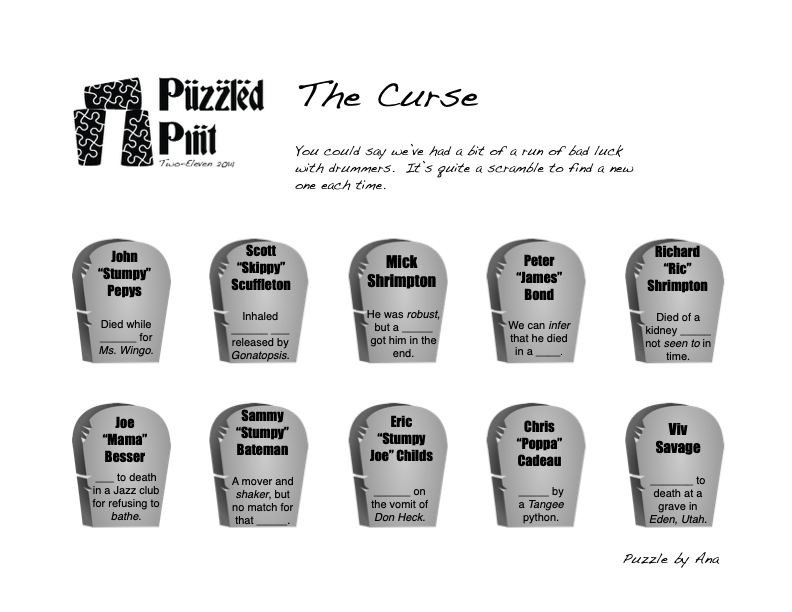 Püzzlëd
Pïñt
Two-Eleven 2014
The Curse
You could say we've had a bit of a run of bad luck
with drummers. It's quite a scramble to find a new
one each time.
John
“Stumpy”
Pepys
Died while
_______ for
Ms. Wingo.
Scott
“Skippy”
Scuffleton
Inhaled
______ ___
released by
Gonatopsis.
Mick
Shrimpton
He was robust,
but a _____
got him in the
end.
Peter
“James”
Bond
We can infer
that he died
in a ____.
Richard
“Ric”
Shrimpton
Died of a
kidney _____
not seen to in
time.
Joe
“Mama”
Besser
___ to death
in a Jazz club
for refusing to
bathe.
Sammy
“Stumpy”
Bateman
A mover and
shaker, but
no match for
that _____.
Eric
“Stumpy
Joe” Childs
______ on
the vomit of
Don Heck.
Chris
“Poppa”
Cadeau
_____ by
a Tangee
python.
Viv
Savage
_______ to
death at a
grave in
Eden, Utah.
Puzzle by Ana